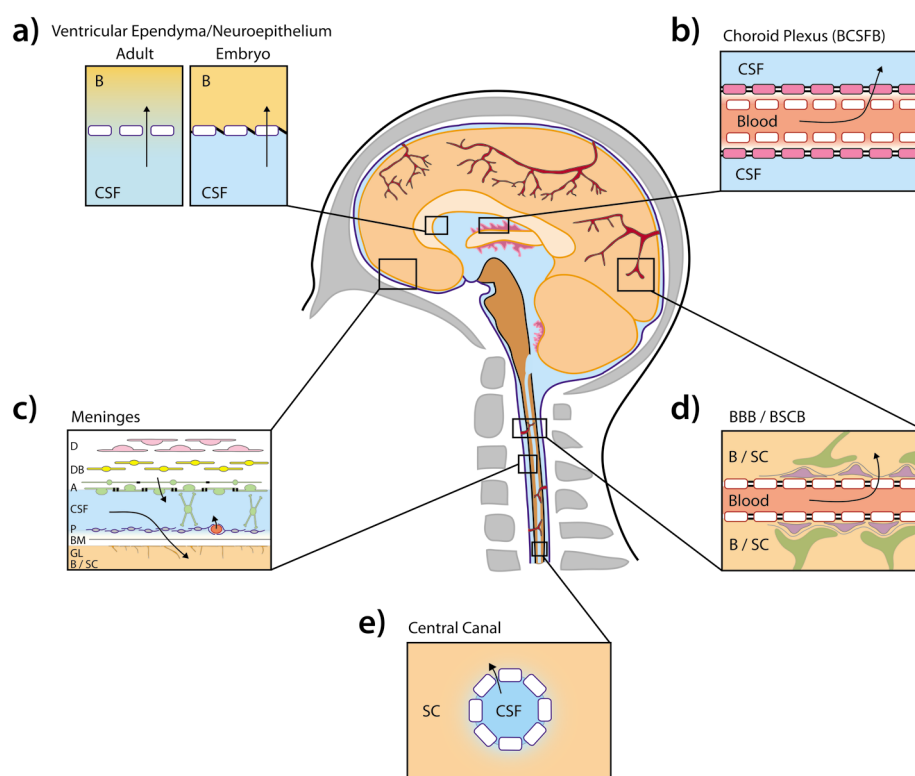 a)
Ventricular Ependyma/Neuroepithelium
Adult
Embryo
B
CSF
B
CSF
b)
Choroid Plexus (BCSFB)
CSF
Blood
CSF
c)
Meninges
D
DB
A
CSF
P
BM
GL
B / SC
d)
BBB / BSCB
B / SC
Blood
B / SC
e)
Central Canal
SC
CSF